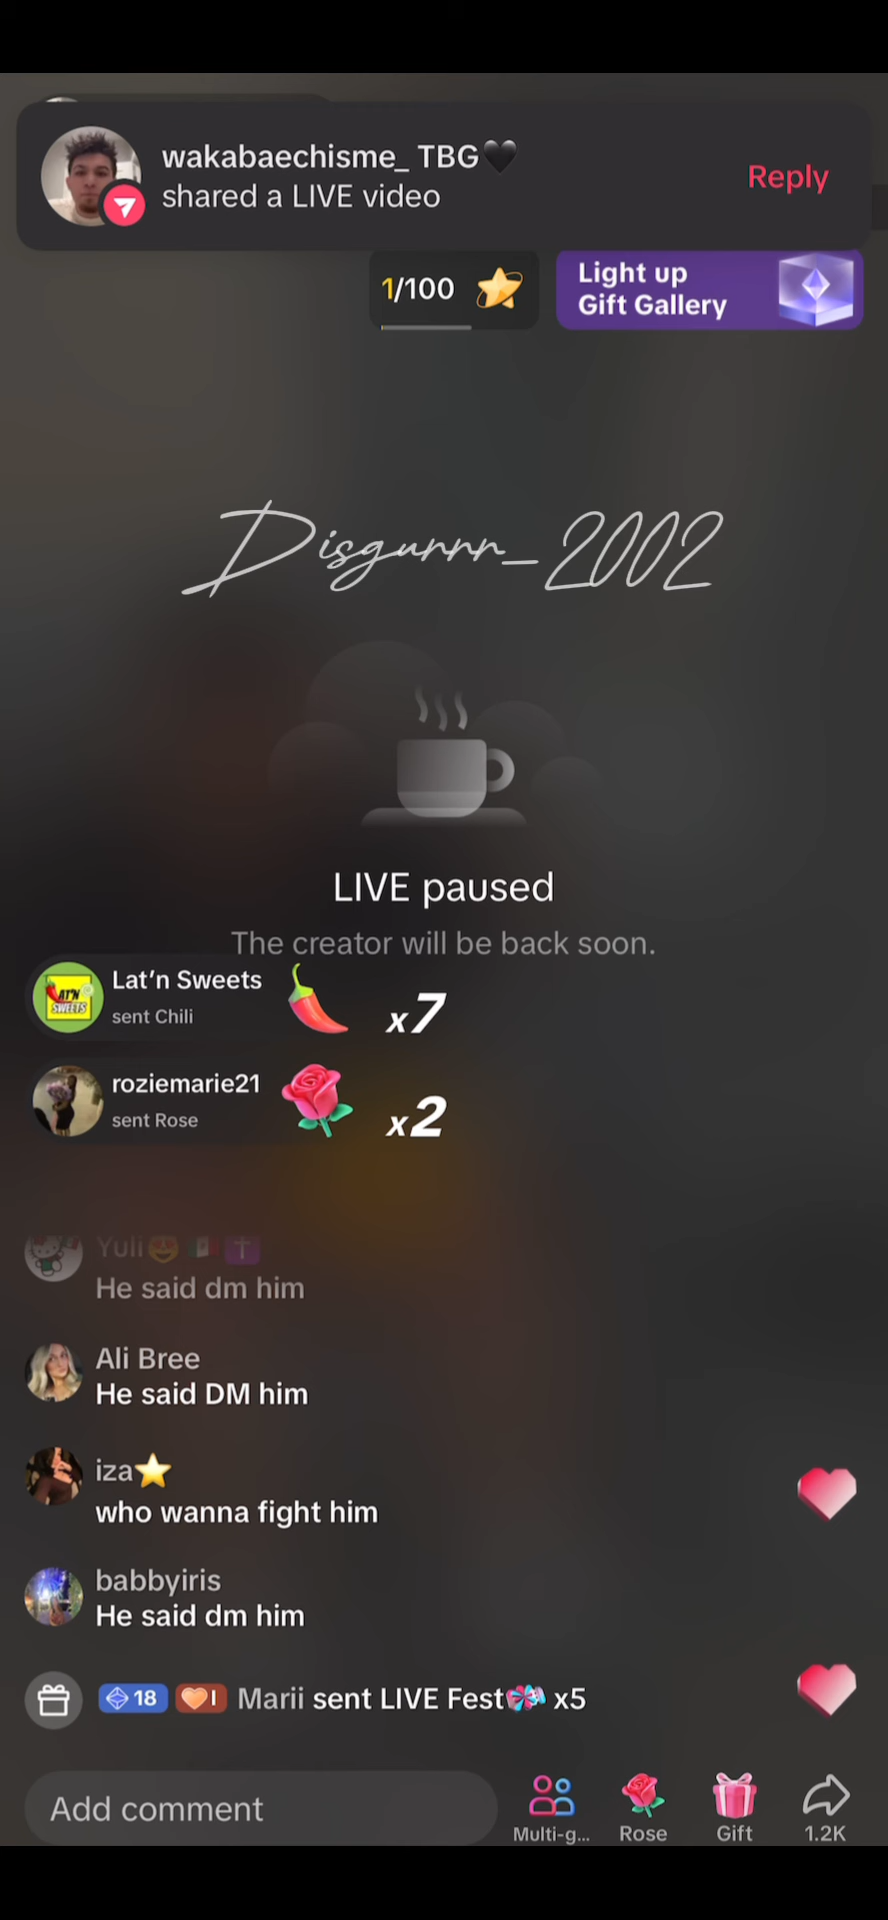 wakabaechisme_ TBG🖤
shared a LIVE video
Reply
1/100
Light up
Gift Gallery
Disgunnn_2002
LIVE paused
The creator will be back soon.
LAT'N
SWEETS
Lat'n Sweets
sent Chili
x7
roziemarie21
sent Rose
x2
Yuli😍🇲🇽✝️
He said dm him
Ali Bree
He said DM him
iza⭐
who wanna fight him
babbyiris
He said dm him
18 I Marii sent LIVE Fest x5
Add comment
Multi-g...
Rose
Gift
1.2K